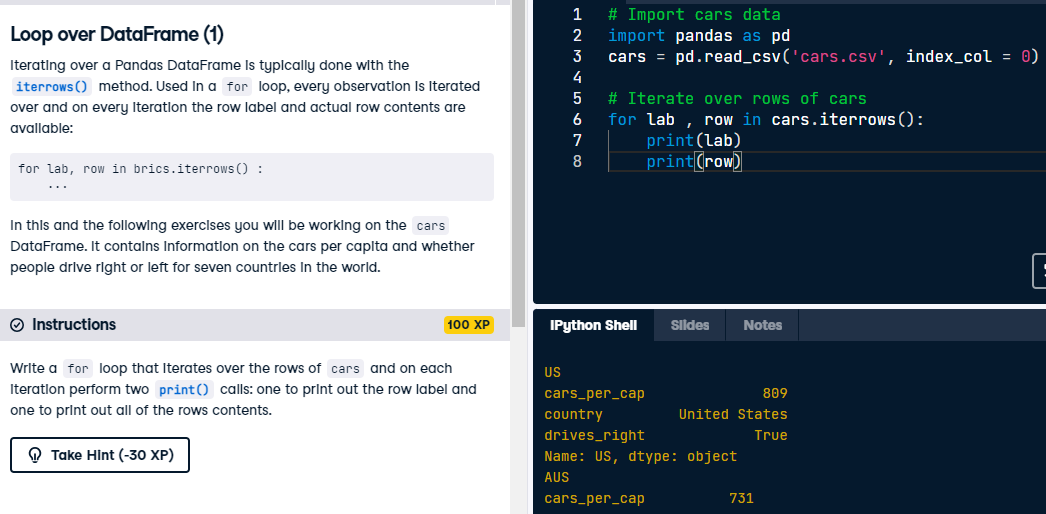 Loop over DataFrame (1)
Iterating over a Pandas DataFrame is typically done with the
iterrows() method. Used in a for loop, every observation is iterated
over and on every iteration the row label and actual row contents are
available:
for lab, row in brics.iterrows() :
    ...
In this and the following exercises you will be working on the cars
DataFrame. It contains information on the cars per capita and whether
people drive right or left for seven countries in the world.
Instructions
100 XP
Write a for loop that iterates over the rows of cars and on each
iteration perform two print() calls: one to print out the row label and
one to print out all of the rows contents.
Take Hint (-30 XP)
1 # Import cars data
2 import pandas as pd
3 cars = pd.read_csv('cars.csv', index_col = 0)
4
5 # Iterate over rows of cars
6 for lab , row in cars.iterrows():
7     print(lab)
8     print(row)
IPython Shell Slides Notes
US
cars_per_cap              809
country         United States
drives_right             True
Name: US, dtype: object
AUS
cars_per_cap          731